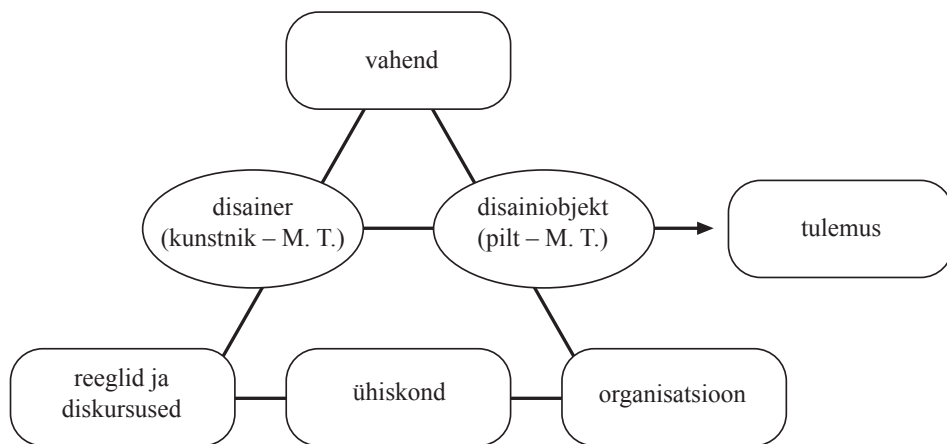 vahend
disainer
(kunstnik – M. T.)
disainiobjekt
(pilt – M. T.)
tulemus
reeglid ja
diskursused
ühiskond
organisatsioon